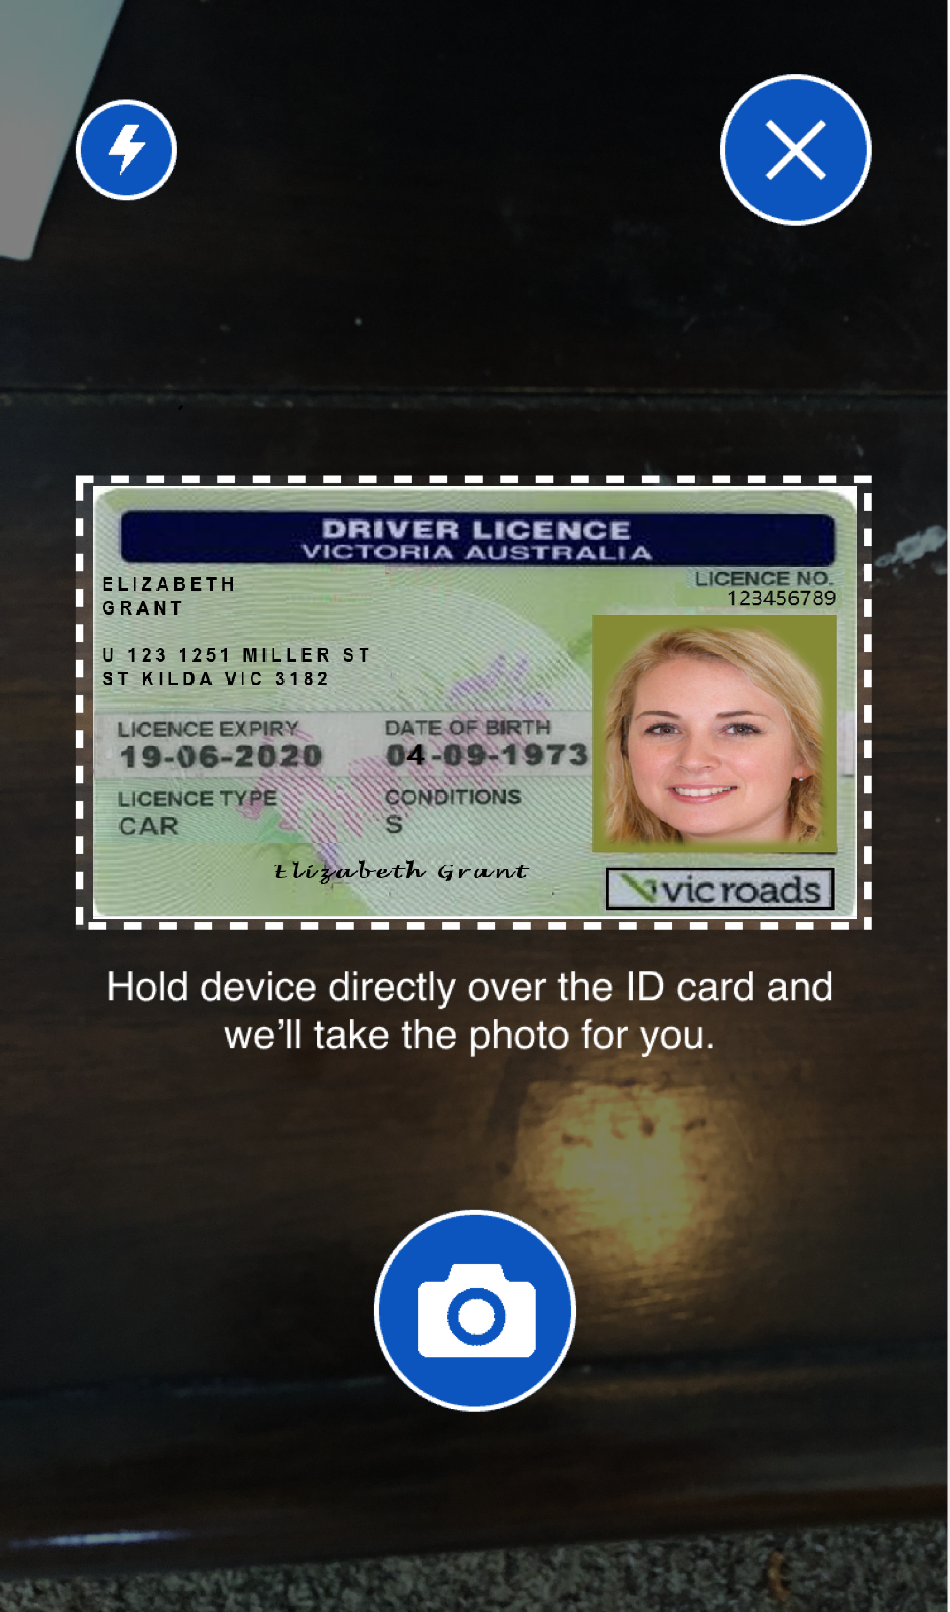 DRIVER LICENCE
VICTORIA AUSTRALIA
ELIZABETH
GRANT
LICENCE NO.
123456789
U 123 1251 MILLER ST
ST KILDA VIC 3182
LICENCE EXPIRY
DATE OF BIRTH
19-06-2020
04-09-1973
LICENCE TYPE
CONDITIONS
CAR
S
Elizabeth Grant
vic roads
Hold device directly over the ID card and
we'll take the photo for you.